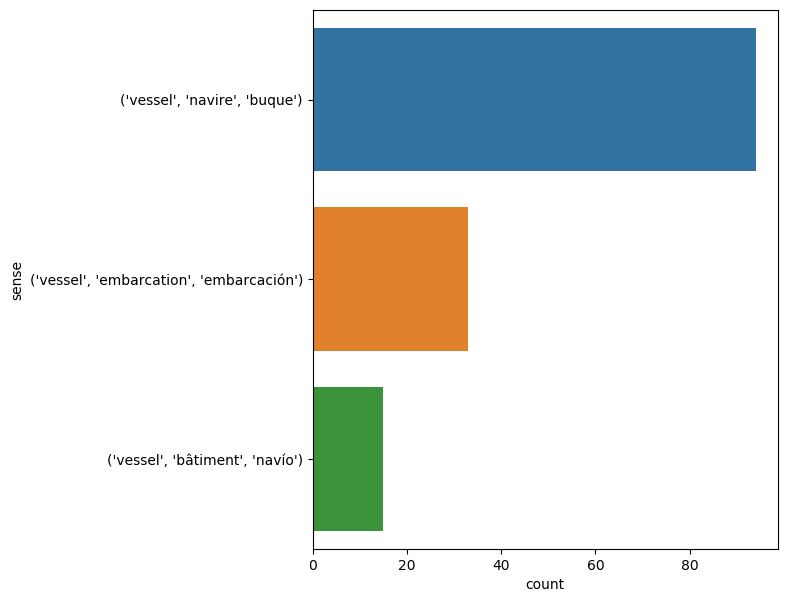 ('vessel', 'navire', 'buque')
('vessel', 'embarcation', 'embarcación')
('vessel', 'bâtiment', 'navío')
sense
0 20 40 60 80
count